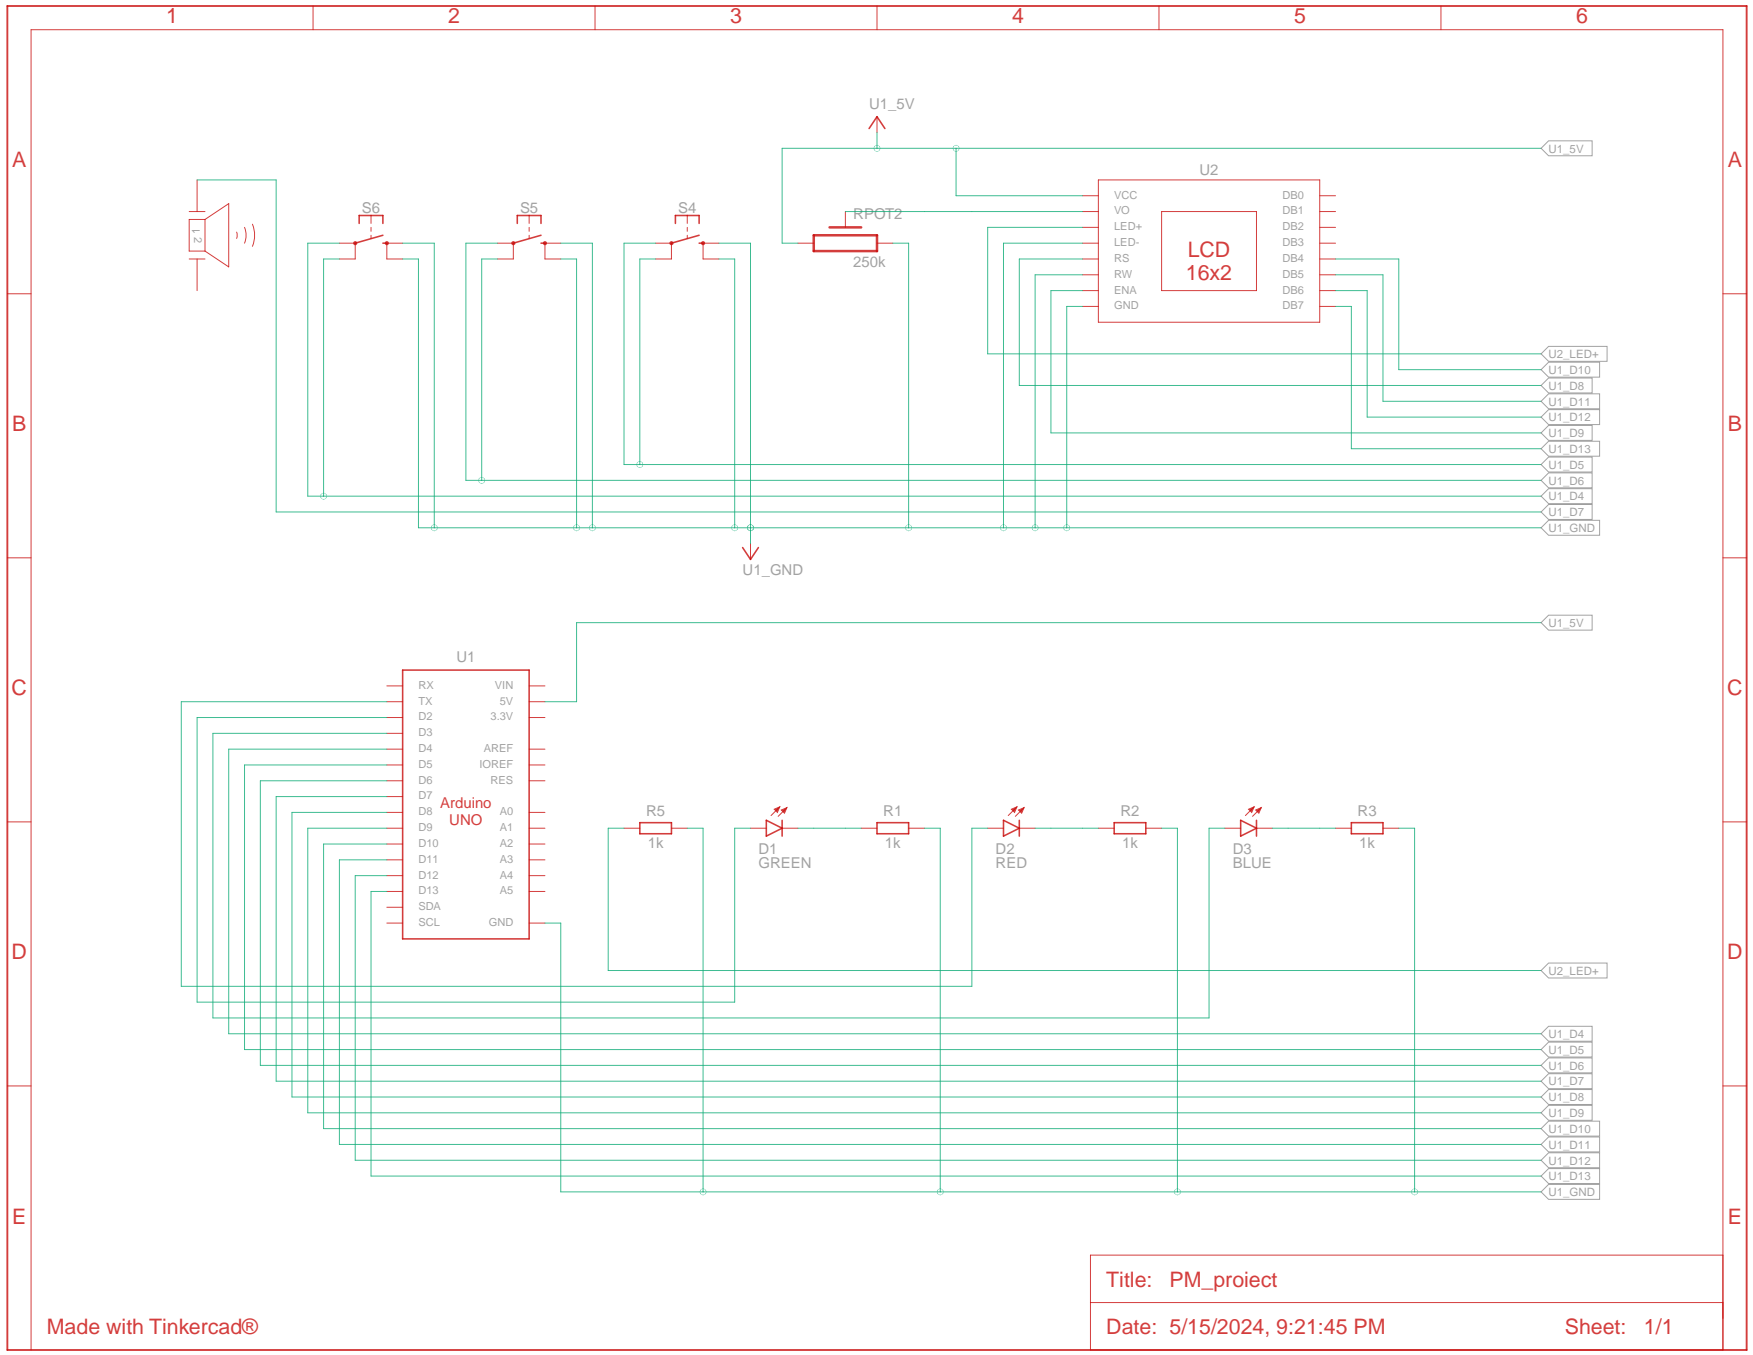 1 2 3 4 5 6
A A
B B
C C
D D
E E
U1_5V
U1_5V
1 2
S6
S5
S4
RPOT2
250k
U2
VCC DB0
VO DB1
LED+ DB2
LED- DB3
RS DB4
RW DB5
ENA DB6
GND DB7
LCD
16x2
U2_LED+
U1_D10
U1_D8
U1_D11
U1_D12
U1_D9
U1_D13
U1_D5
U1_D6
U1_D4
U1_D7
U1_GND
U1_GND
U1_5V
U1
RX VIN
TX 5V
D2 3.3V
D3
D4 AREF
D5 IOREF
D6 RES
D7
D8 A0
D9 A1
D10 A2
D11 A3
D12 A4
D13 A5
SDA
SCL GND
Arduino
UNO
R5
1k
D1
GREEN
R1
1k
D2
RED
R2
1k
D3
BLUE
R3
1k
U2_LED+
U1_D4
U1_D5
U1_D6
U1_D7
U1_D8
U1_D9
U1_D10
U1_D11
U1_D12
U1_D13
U1_GND
Title: PM_proiect
Made with Tinkercad®
Date: 5/15/2024, 9:21:45 PM Sheet: 1/1